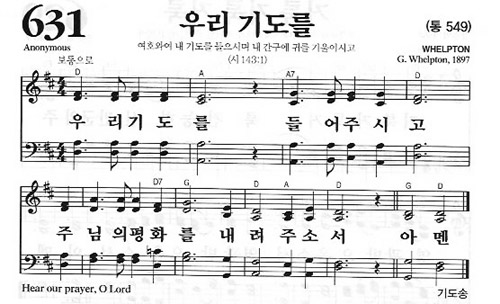 631 우리 기도를 (통 549)
Anonymous 여호와여 내 기도를 들으시며 내 간구에 귀를 기울이시고 WHELPTON
보통으로 (시 143:1) G. Whelpton, 1897
D A A7 D
우 리 기 도 를 들 어 주 시 고
D D7 G D A D G D
주 님 의 평 화 를 내 려 주 소 서 아 멘
Hear our prayer, O Lord 기도송